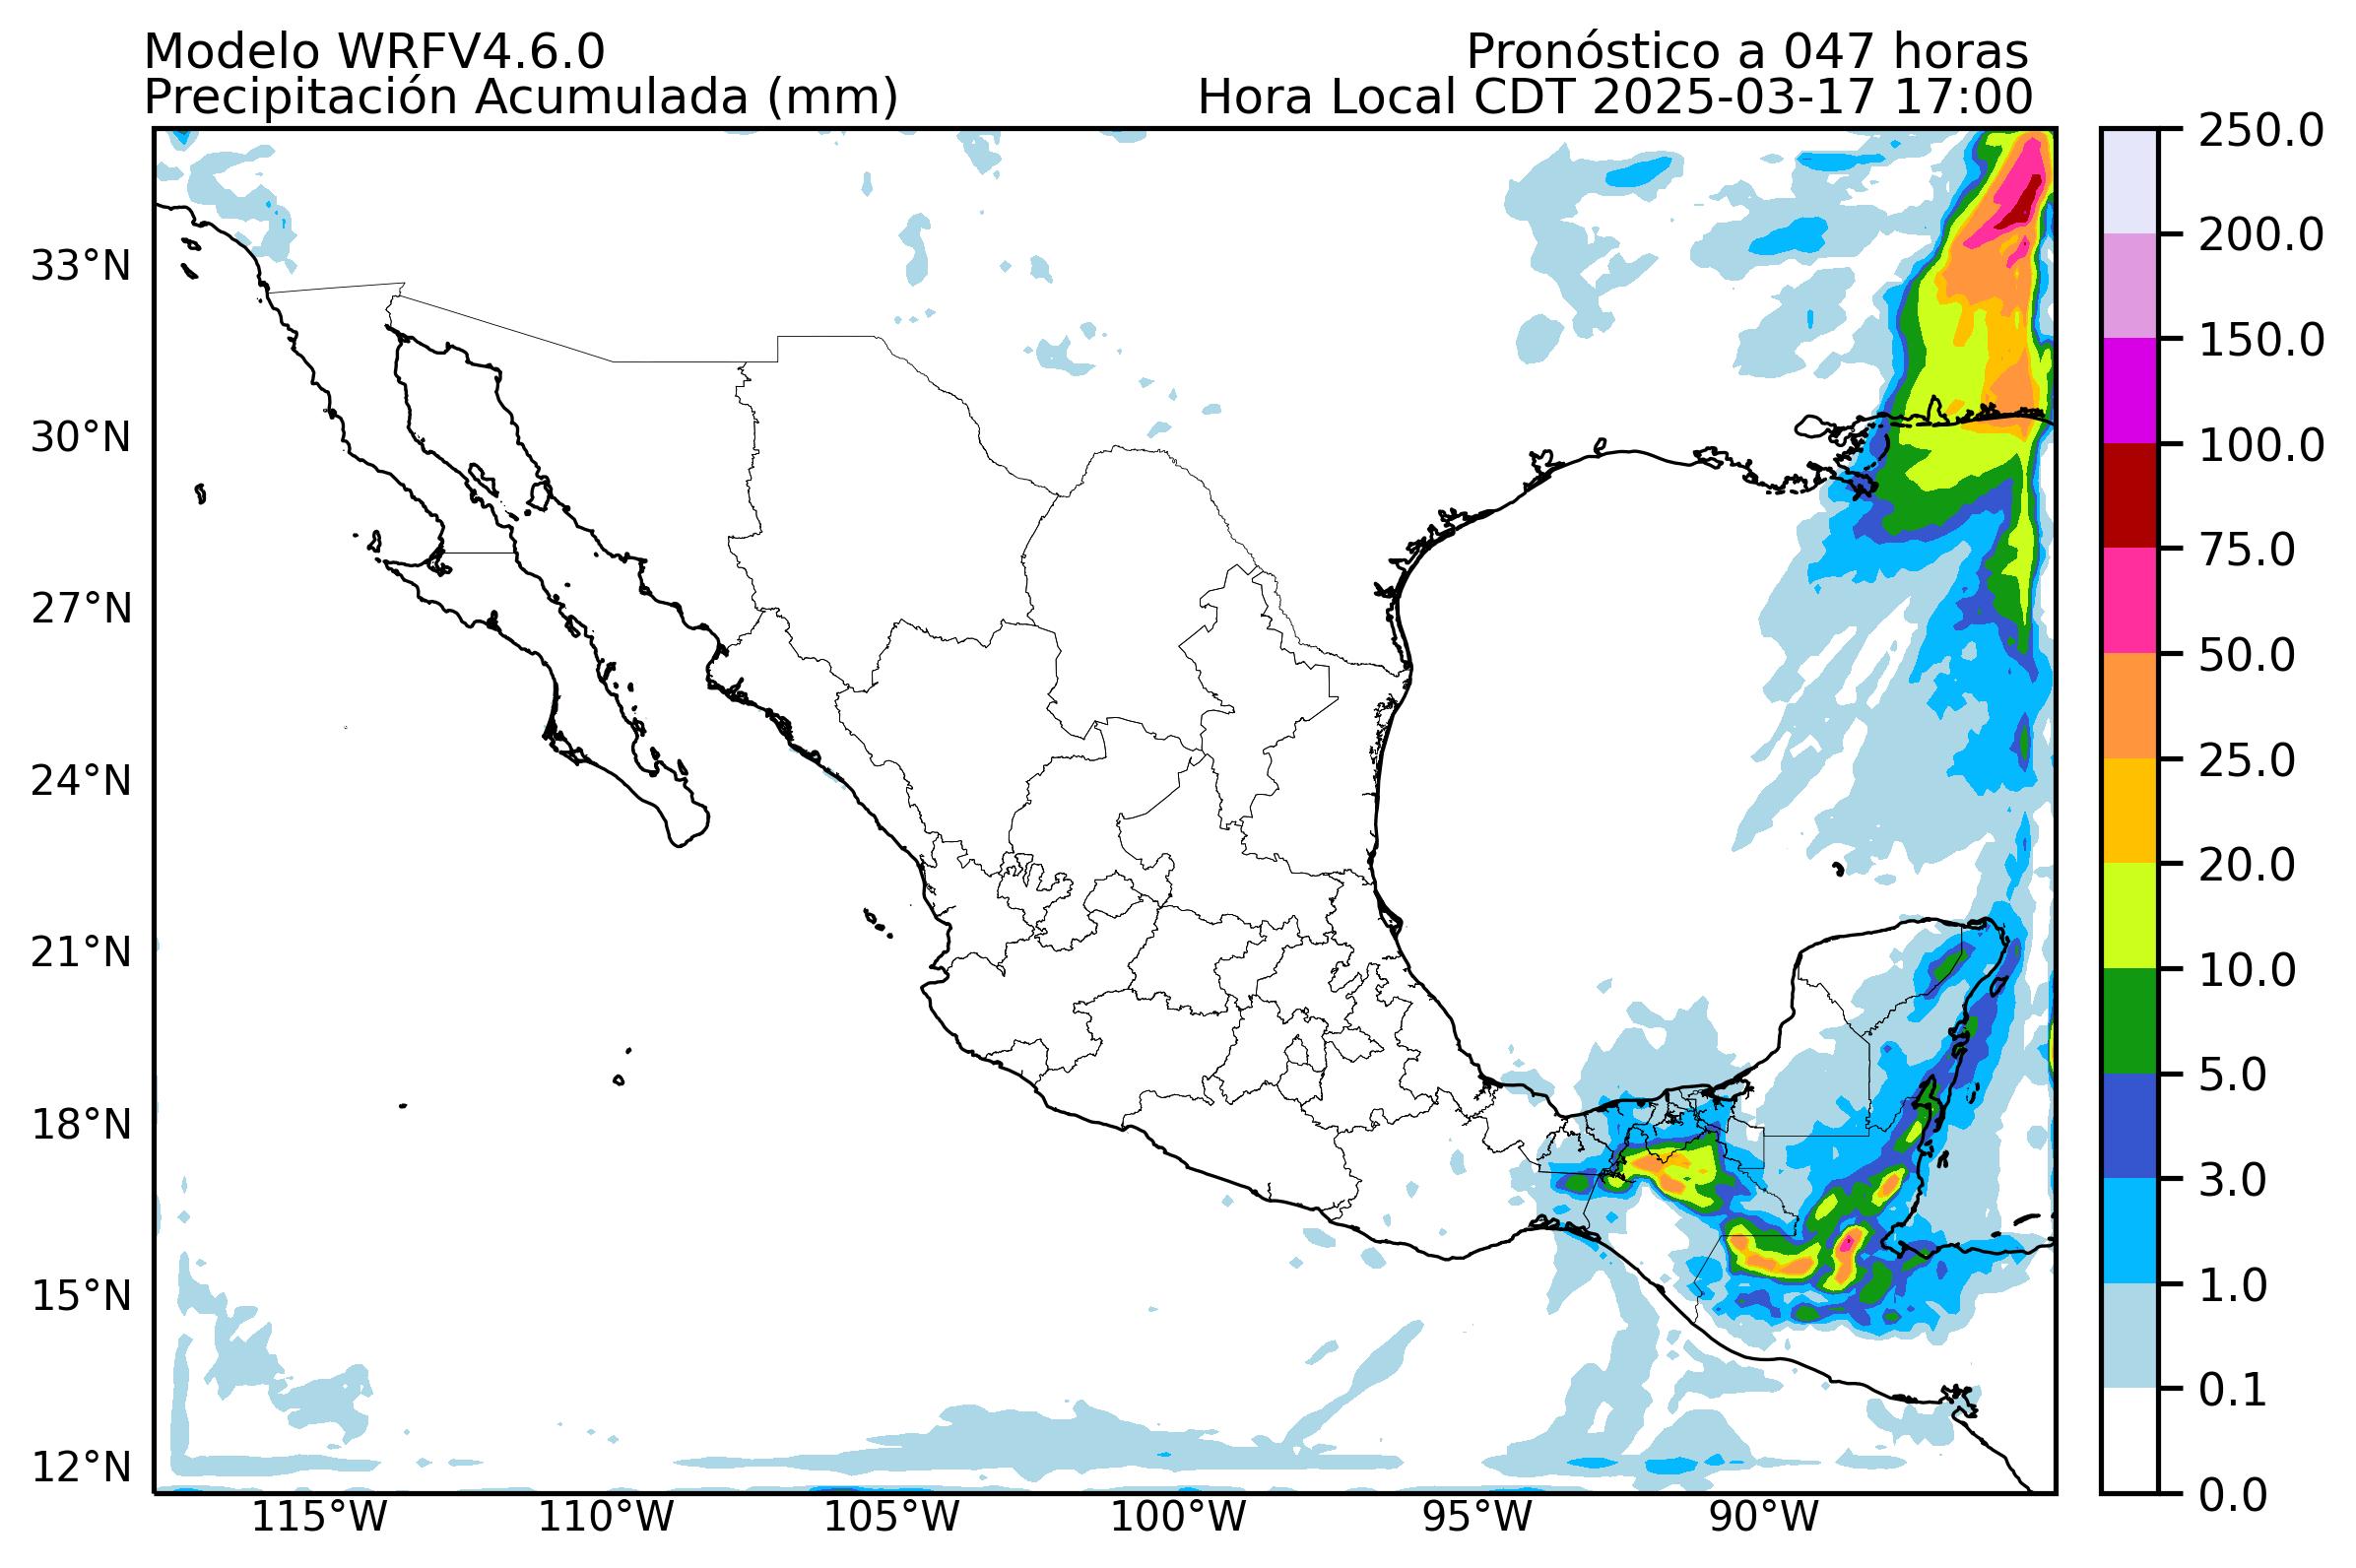 Modelo WRFV4.6.0
Pronóstico a 047 horas
Precipitación Acumulada (mm)
Hora Local CDT 2025-03-17 17:00
33°N
30°N
27°N
24°N
21°N
18°N
15°N
12°N
115°W
110°W
105°W
100°W
95°W
90°W
250.0
200.0
150.0
100.0
75.0
50.0
25.0
20.0
10.0
5.0
3.0
1.0
0.1
0.0